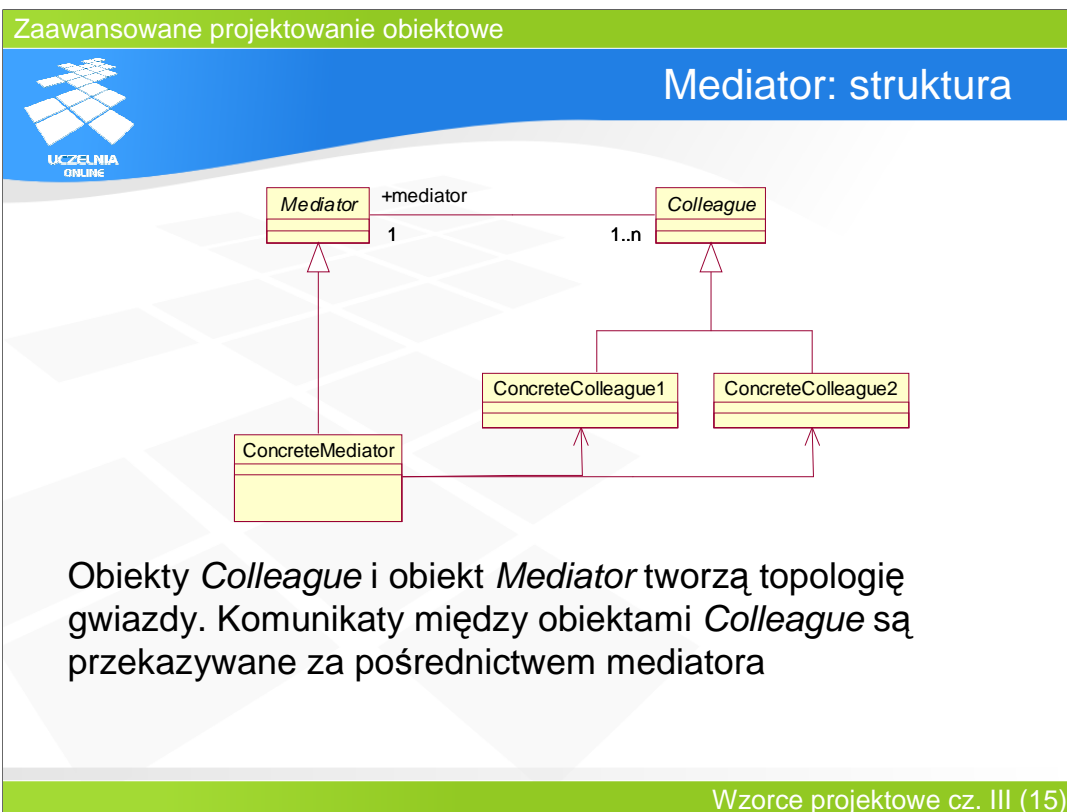 Zaawansowane projektowanie obiektowe
Mediator: struktura
UCZELNIA
ONLINE
Mediator
+mediator
Colleague
1
1..n
ConcreteColleague1
ConcreteColleague2
ConcreteMediator
Obiekty Colleague i obiekt Mediator tworzą topologię
gwiazdy. Komunikaty między obiektami Colleague są
przekazywane za pośrednictwem mediatora
Wzorce projektowe cz. III (15)